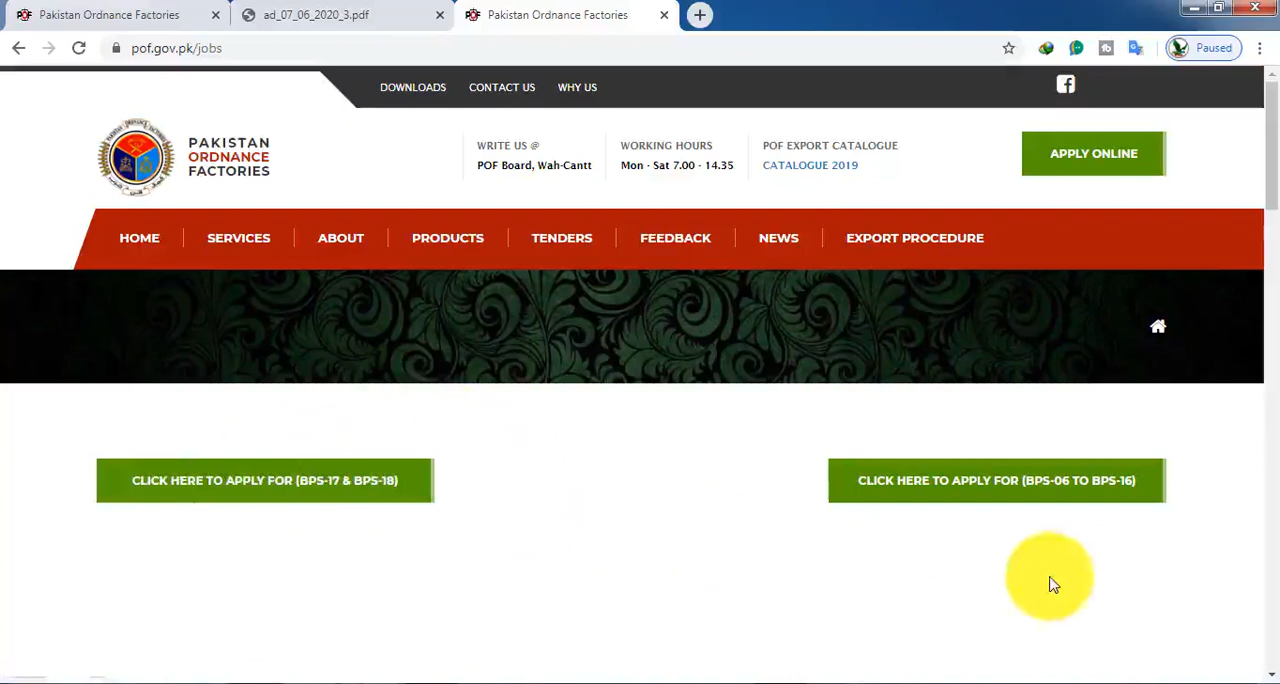 Pakistan Ordnance Factories
ad_07_06_2020_3.pdf
Pakistan Ordnance Factories
pof.gov.pk/jobs
Paused
DOWNLOADS CONTACT US WHY US
PAKISTAN
ORDNANCE
FACTORIES
WRITE US @
POF Board, Wah-Cantt
WORKING HOURS
Mon - Sat 7.00 - 14.35
POF EXPORT CATALOGUE
CATALOGUE 2019
APPLY ONLINE
HOME SERVICES ABOUT PRODUCTS TENDERS FEEDBACK NEWS EXPORT PROCEDURE
CLICK HERE TO APPLY FOR (BPS-17 & BPS-18)
CLICK HERE TO APPLY FOR (BPS-06 TO BPS-16)